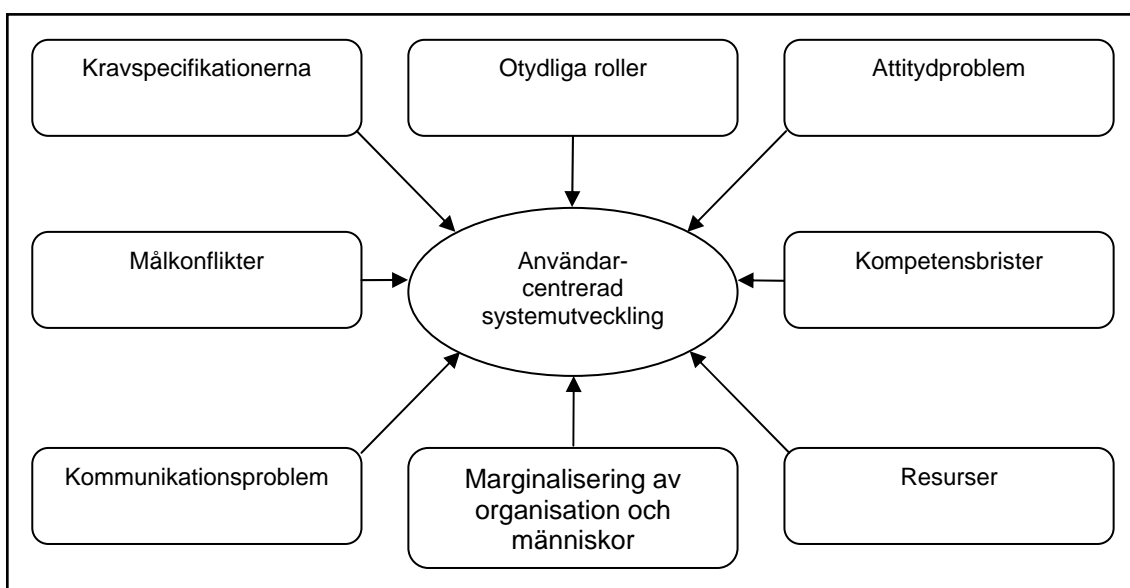 Kravspecifikationerna
Otydliga roller
Attitydproblem
Målkonflikter
Användar-
centrerad
systemutveckling
Kompetensbrister
Kommunikationsproblem
Marginalisering av
organisation och
människor
Resurser